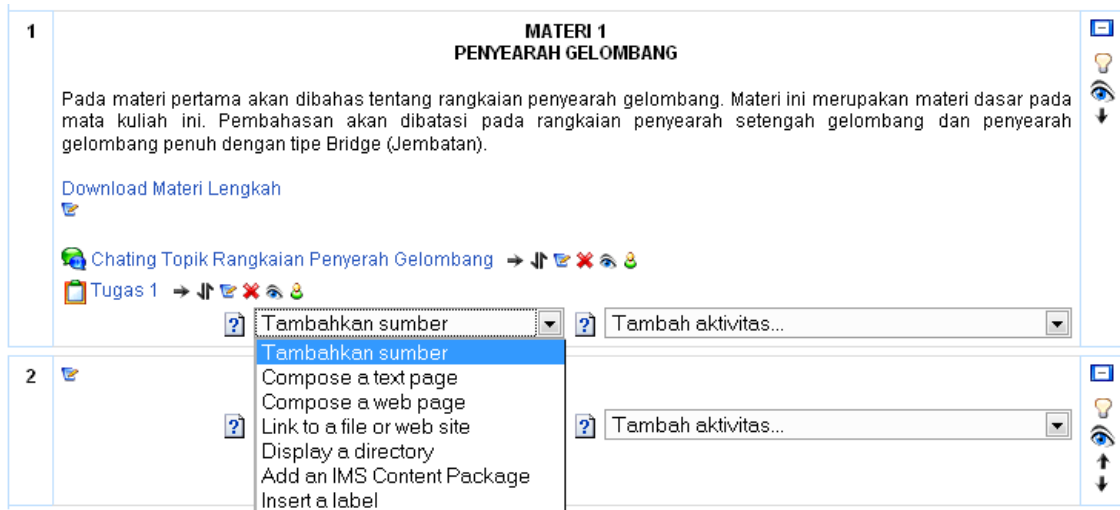 1
MATERI 1
PENYEARAH GELOMBANG
Pada materi pertama akan dibahas tentang rangkaian penyearah gelombang. Materi ini merupakan materi dasar pada
mata kuliah ini. Pembahasan akan dibatasi pada rangkaian penyearah setengah gelombang dan penyearah
gelombang penuh dengan tipe Bridge (Jembatan).
Download Materi Lengkah
Chating Topik Rangkaian Penyerah Gelombang
Tugas 1
? Tambahkan sumber ? Tambah aktivitas...
Tambahkan sumber
2
Compose a text page
Compose a web page
? Link to a file or web site ? Tambah aktivitas...
Display a directory
Add an IMS Content Package
Insert a label